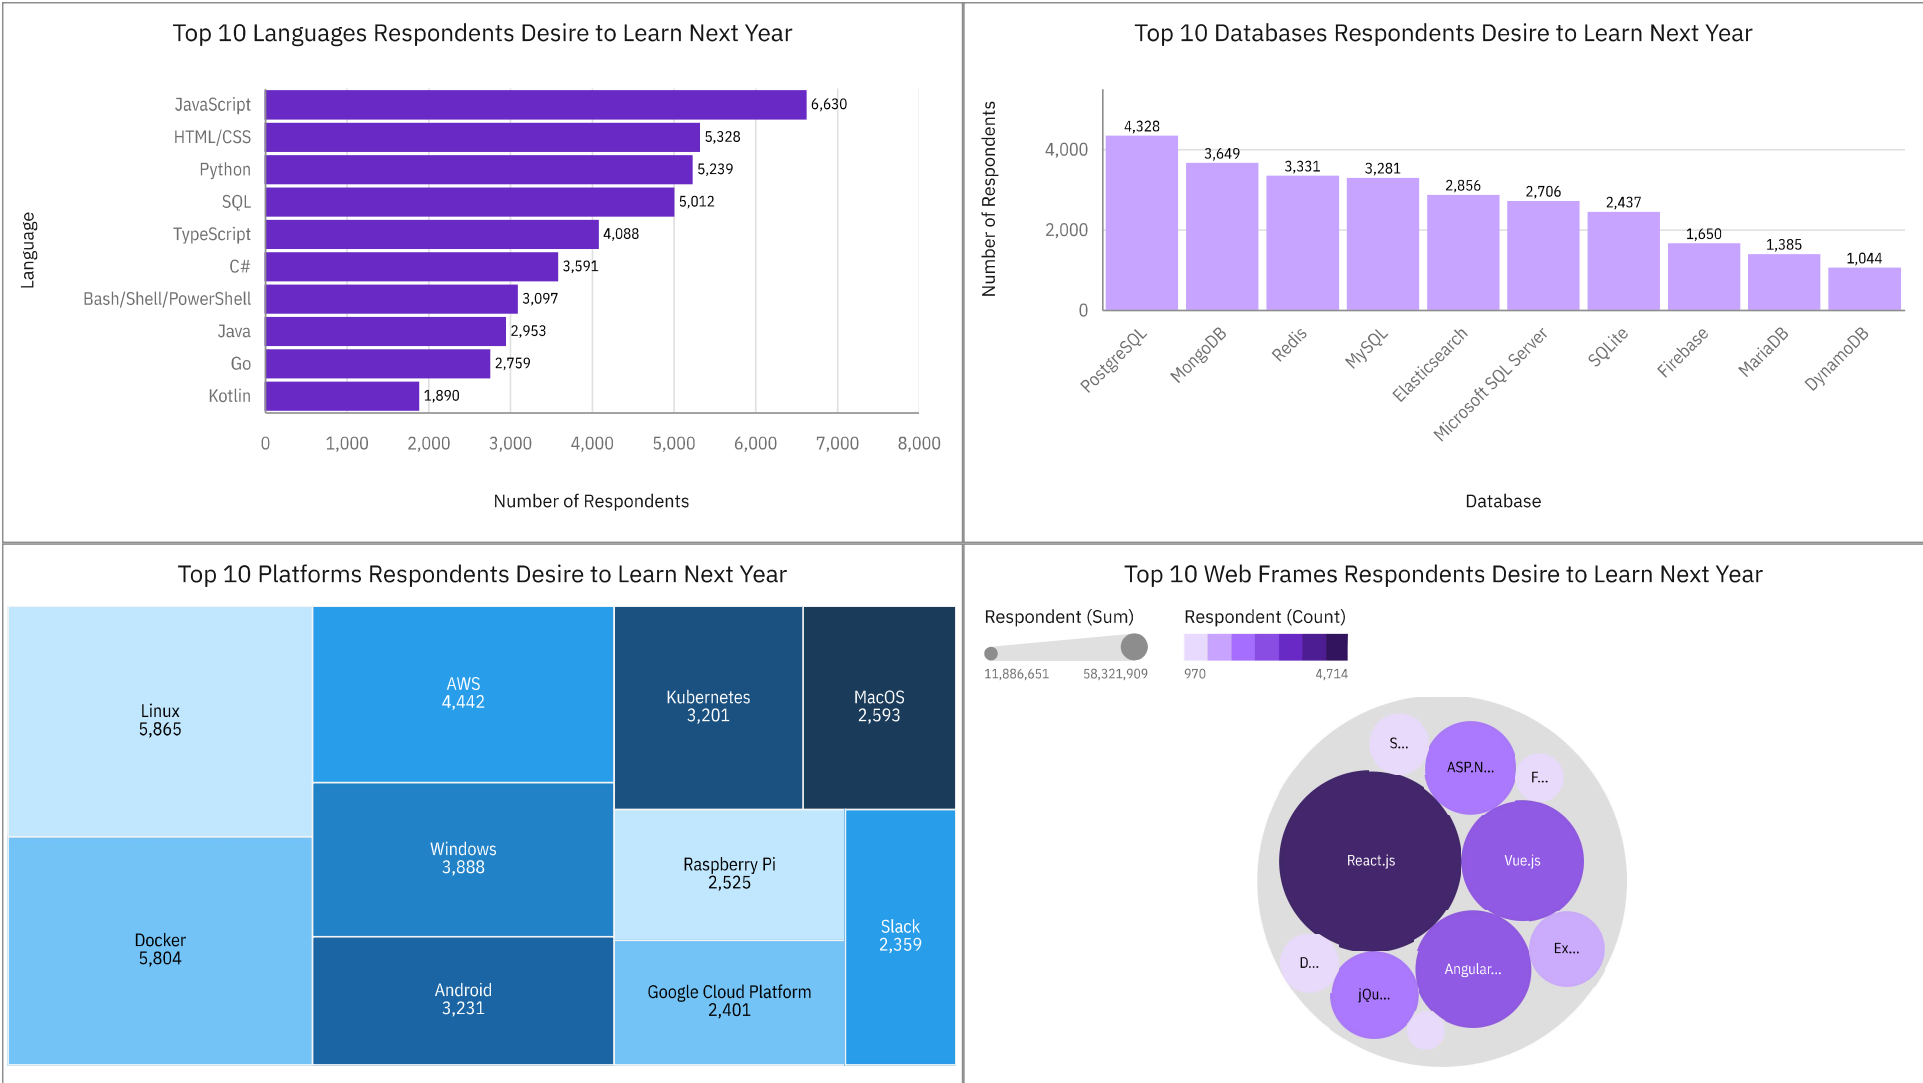 Top 10 Languages Respondents Desire to Learn Next Year
Language
JavaScript 6,630
HTML/CSS 5,328
Python 5,239
SQL 5,012
TypeScript 4,088
C# 3,591
Bash/Shell/PowerShell 3,097
Java 2,953
Go 2,759
Kotlin 1,890
0 1,000 2,000 3,000 4,000 5,000 6,000 7,000 8,000
Number of Respondents
Top 10 Databases Respondents Desire to Learn Next Year
Number of Respondents
4,000
2,000
0
4,328 3,649 3,331 3,281 2,856 2,706 2,437 1,650 1,385 1,044
PostgreSQL MongoDB Redis MySQL Elasticsearch Microsoft SQL Server SQLite Firebase MariaDB DynamoDB
Database
Top 10 Platforms Respondents Desire to Learn Next Year
Linux
5,865
Docker
5,804
AWS
4,442
Windows
3,888
Android
3,231
Kubernetes
3,201
MacOS
2,593
Raspberry Pi
2,525
Google Cloud Platform
2,401
Slack
2,359
Top 10 Web Frames Respondents Desire to Learn Next Year
Respondent (Sum)
11,886,651 58,321,909
Respondent (Count)
970 4,714
S...
ASP.N...
F...
React.js
Vue.js
Ex...
D...
Angular...
jQu...